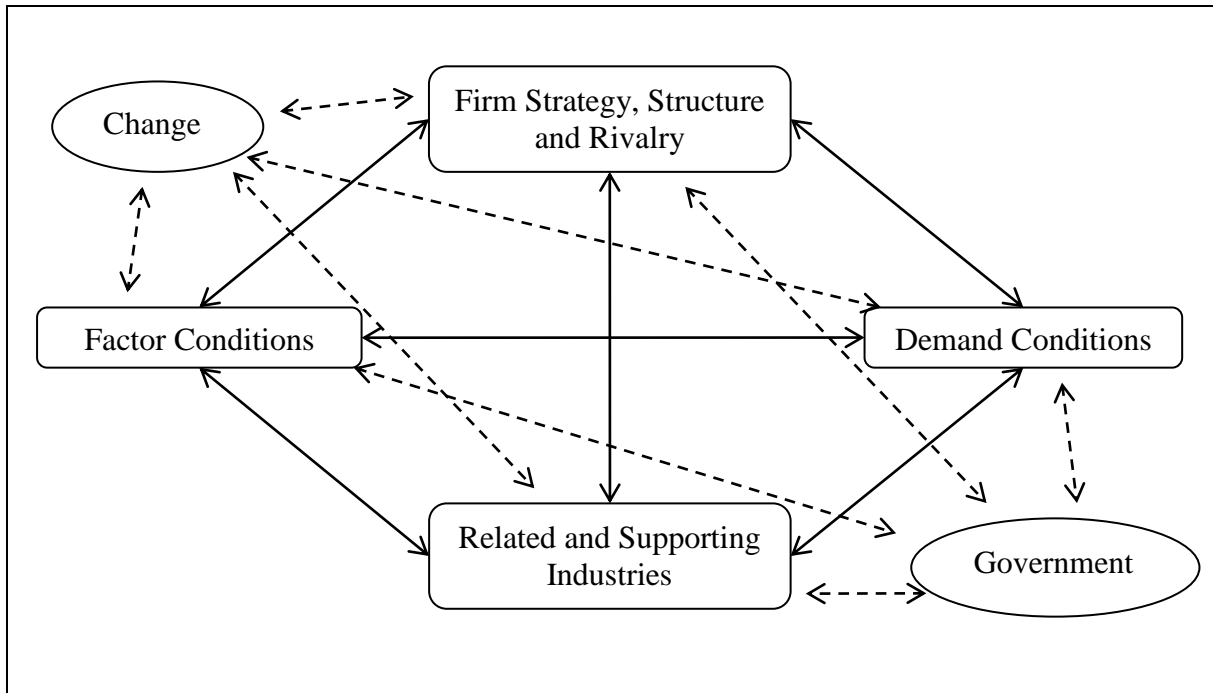 Change
Firm Strategy, Structure
and Rivalry
Factor Conditions
Demand Conditions
Related and Supporting
Industries
Government